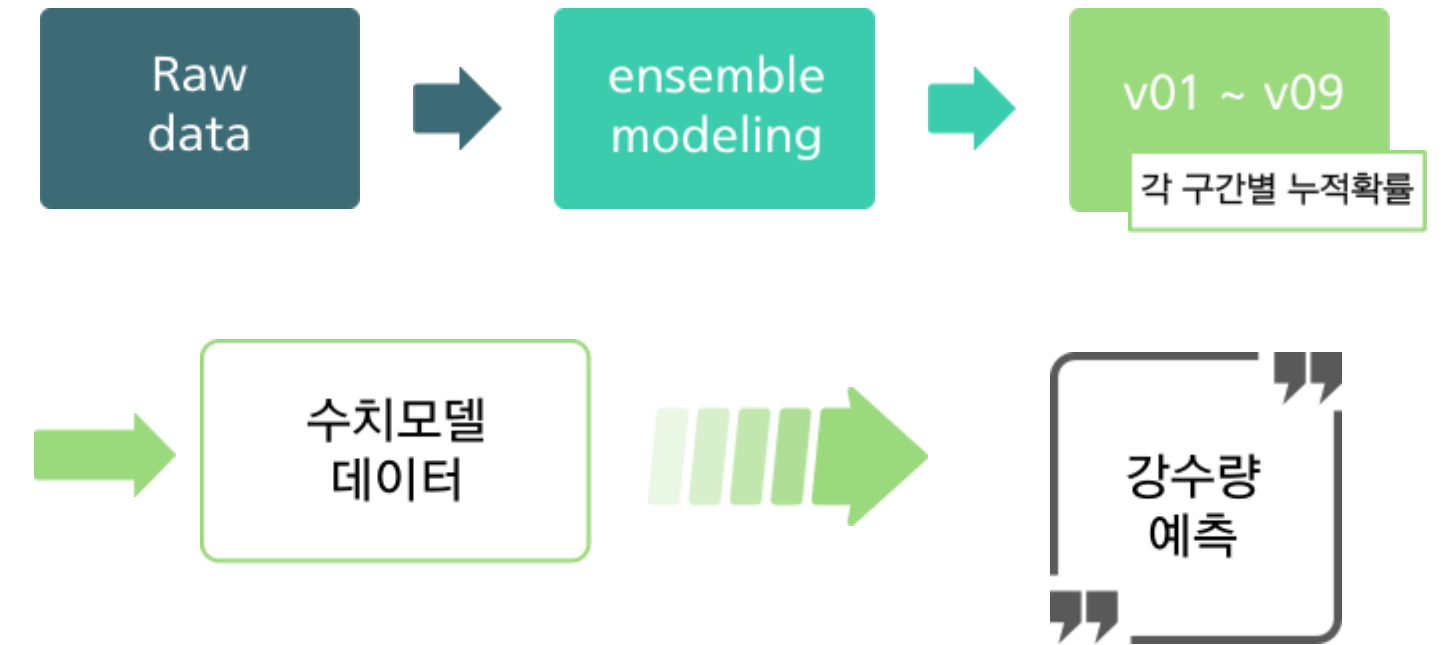 Raw
data
ensemble
modeling
v01 ~ v09
각 구간별 누적확률
수치모델
데이터
강수량
예측